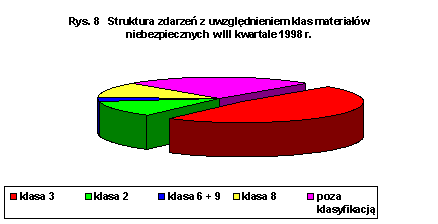 Rys. 8 Struktura zdarzeń z uwzględnieniem klas materiałów
niebezpiecznych w III kwartale 1998 r.
klasa 3 klasa 2 klasa 6 + 9 klasa 8 poza
klasyfikacją